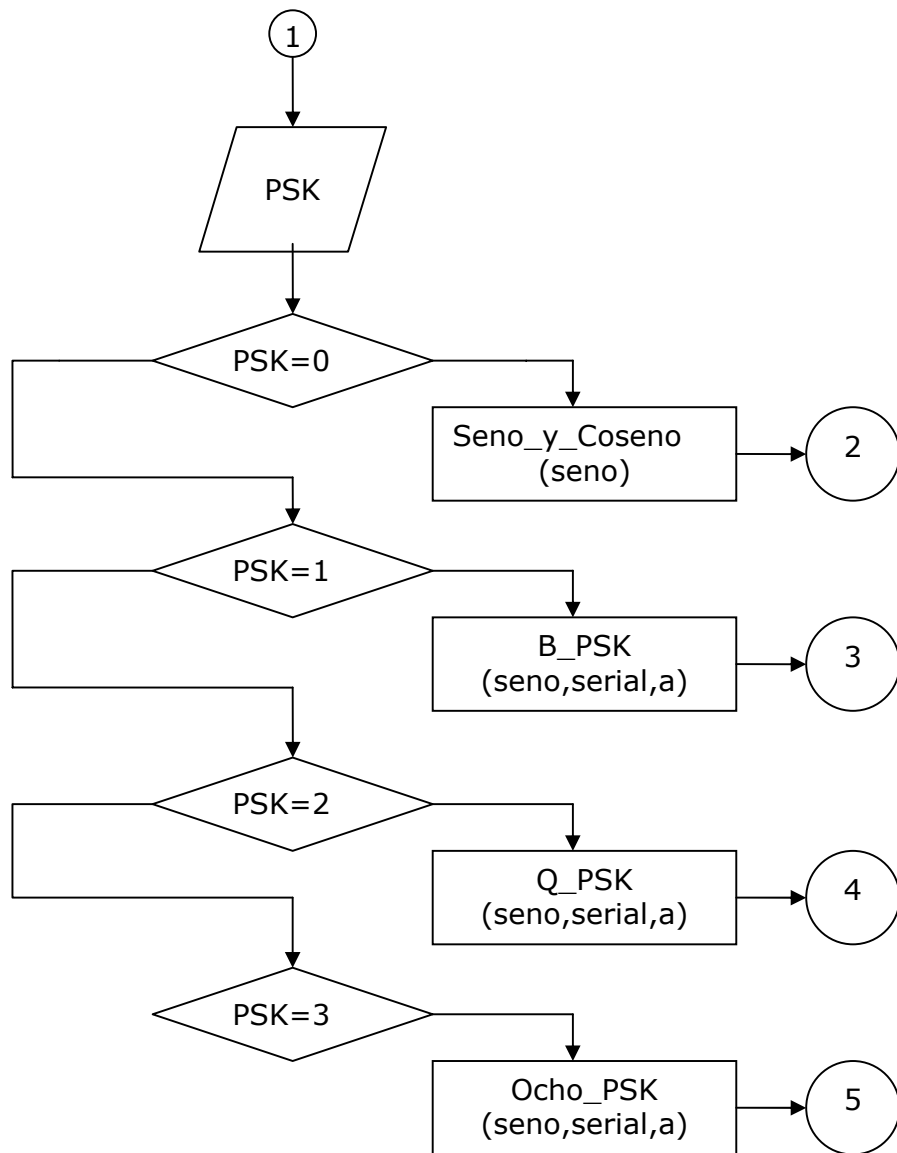 1
PSK
PSK=0
Seno_y_Coseno
(seno)
2
PSK=1
B_PSK
(seno,serial,a)
3
PSK=2
Q_PSK
(seno,serial,a)
4
PSK=3
Ocho_PSK
(seno,serial,a)
5